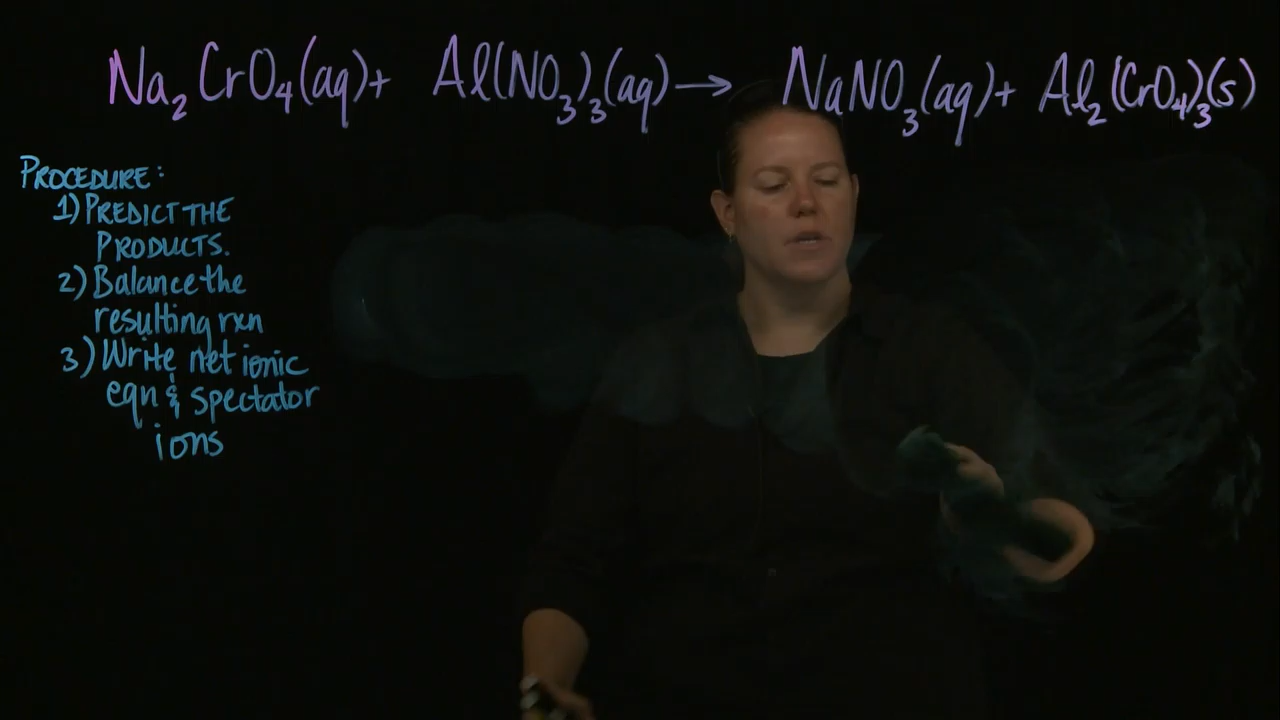 Na₂CrO₄(aq)+ Al(NO₃)₃(aq)→ NaNO₃(aq)+ Al₂(CrO₄)₃(s)
PROCEDURE:
1) PREDICT THE
PRODUCTS.
2) Balance the
resulting rxn
3) Write net ionic
eqn & spectator
ions